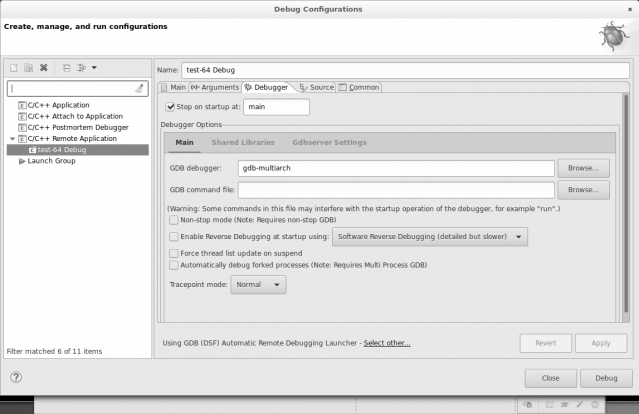 Debug Configurations
Create, manage, and run configurations
Name: test-64 Debug
Main Arguments Debugger Source Common
Stop on startup at: main
C/C++ Application
C/C++ Attach to Application
C/C++ Postmortem Debugger
C/C++ Remote Application
test-64 Debug
Launch Group
Debugger Options
Main Shared Libraries Gdbserver Settings
GDB debugger: gdb-multiarch Browse...
GDB command file: Browse...
(Warning: Some commands in this file may interfere with the startup operation of the debugger, for example "run".)
Non-stop mode (Note: Requires non-stop GDB)
Enable Reverse Debugging at startup using: Software Reverse Debugging (detailed but slower)
Force thread list update on suspend
Automatically debug forked processes (Note: Requires Multi Process GDB)
Tracepoint mode: Normal
Filter matched 6 of 11 items
Using GDB (DSF) Automatic Remote Debugging Launcher - Select other...
Revert Apply
Close Debug